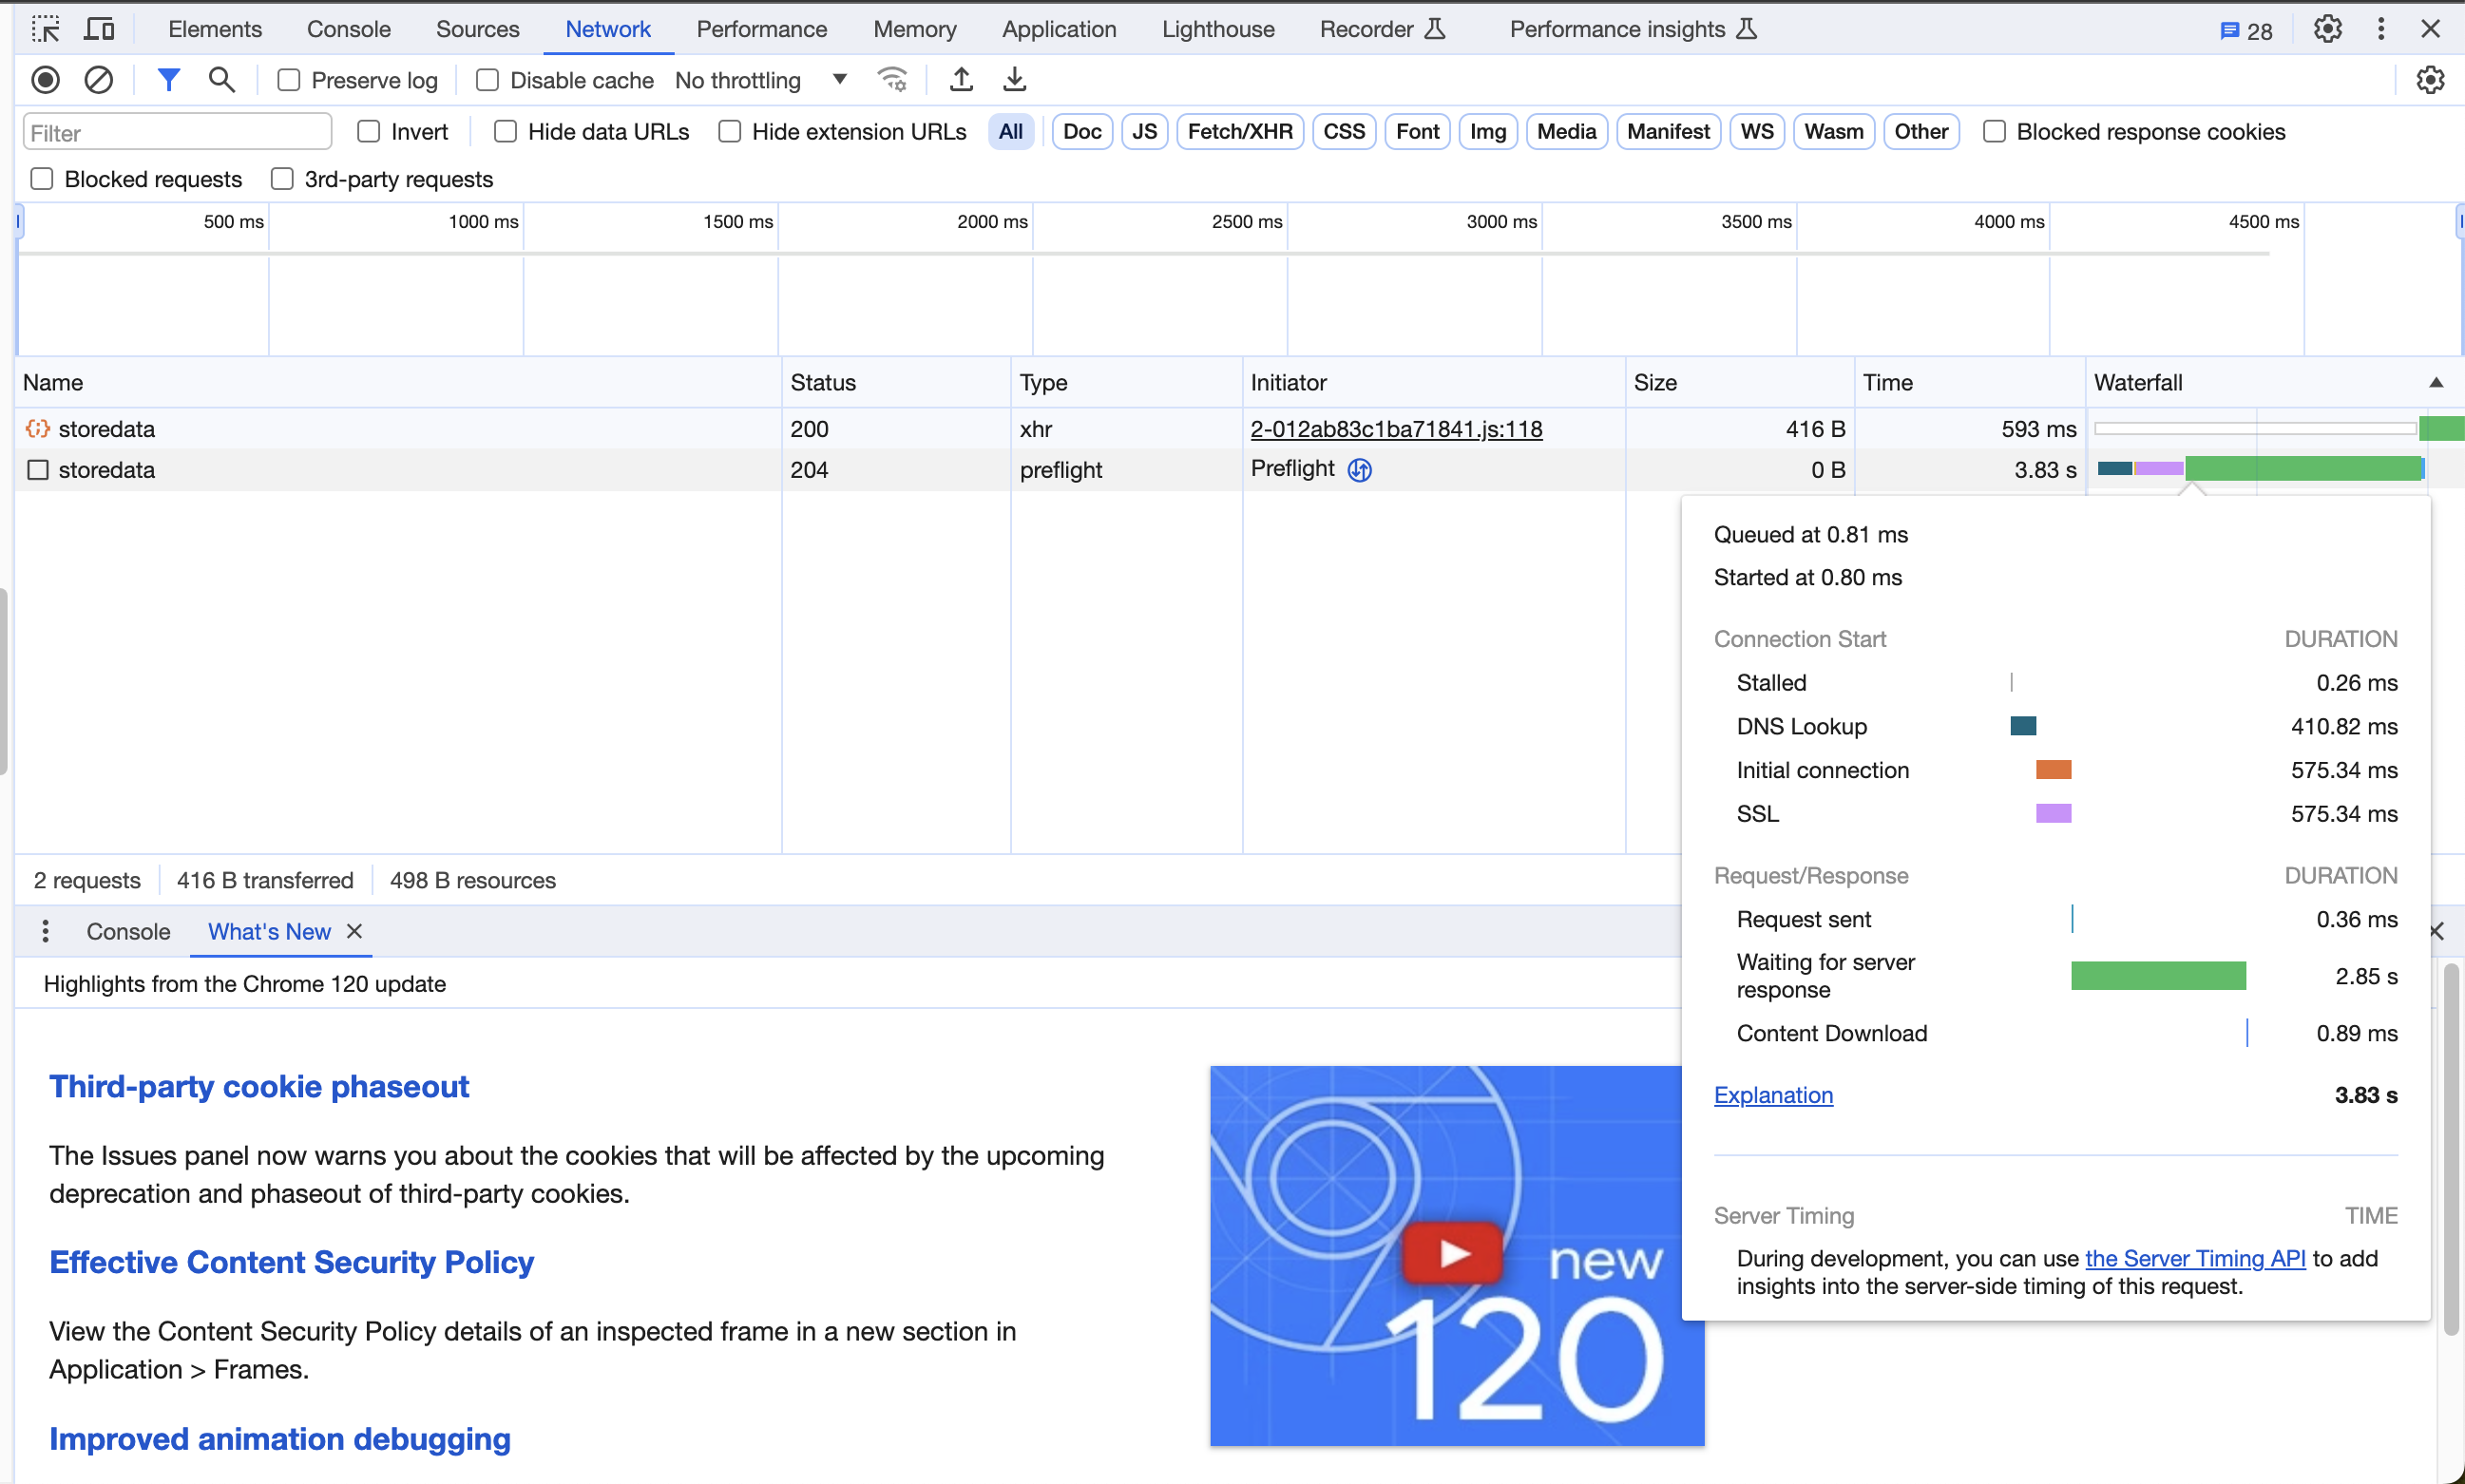 Elements Console Sources Network Performance Memory Application Lighthouse Recorder Performance insights 28
Preserve log Disable cache No throttling
Filter Invert Hide data URLs Hide extension URLs All Doc JS Fetch/XHR CSS Font Img Media Manifest WS Wasm Other Blocked response cookies
Blocked requests 3rd-party requests
500 ms 1000 ms 1500 ms 2000 ms 2500 ms 3000 ms 3500 ms 4000 ms 4500 ms
Name Status Type Initiator Size Time Waterfall
storedata 200 xhr 2-012ab83c1ba71841.js:118 416 B 593 ms
storedata 204 preflight Preflight 0 B 3.83 s
Queued at 0.81 ms
Started at 0.80 ms
Connection Start DURATION
Stalled 0.26 ms
DNS Lookup 410.82 ms
Initial connection 575.34 ms
SSL 575.34 ms
Request/Response DURATION
Request sent 0.36 ms
Waiting for server
response 2.85 s
Content Download 0.89 ms
Explanation 3.83 s
Server Timing TIME
During development, you can use the Server Timing API to add
insights into the server-side timing of this request.
2 requests 416 B transferred 498 B resources
Console What's New
Highlights from the Chrome 120 update
Third-party cookie phaseout
The Issues panel now warns you about the cookies that will be affected by the upcoming
deprecation and phaseout of third-party cookies.
Effective Content Security Policy
View the Content Security Policy details of an inspected frame in a new section in
Application > Frames.
Improved animation debugging
new
120